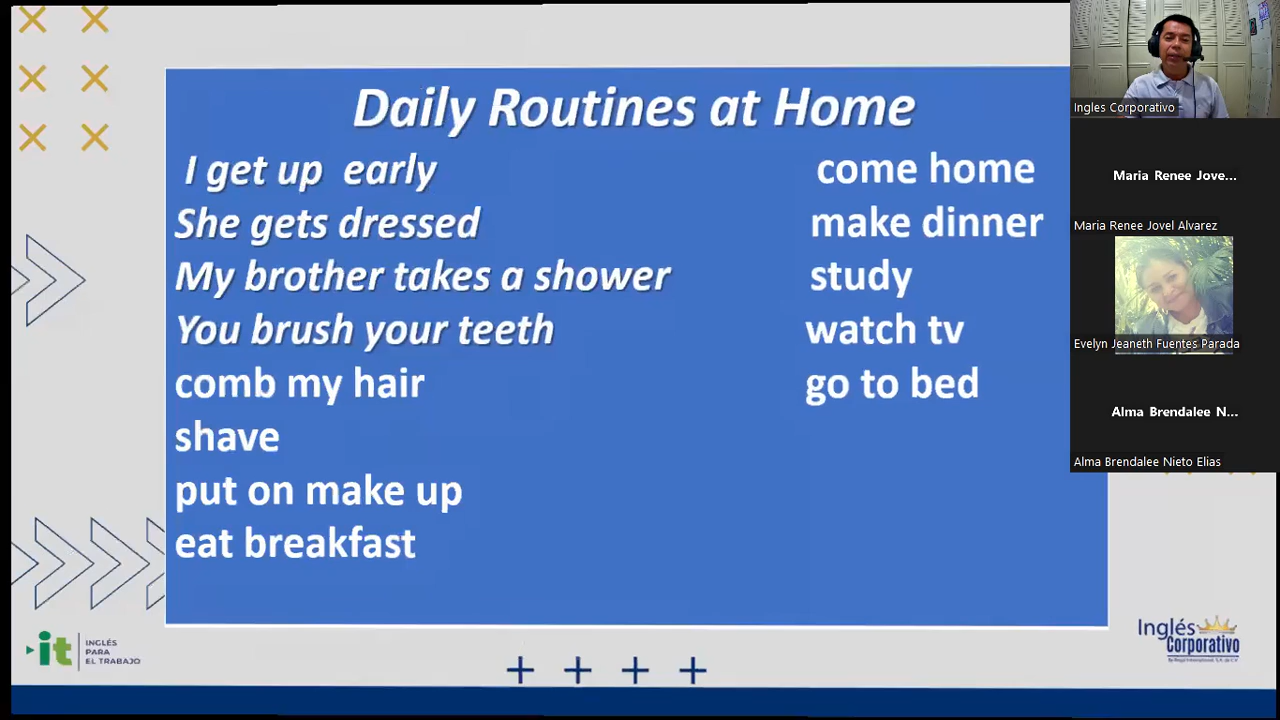 Daily Routines at Home
I get up early
She gets dressed
My brother takes a shower
You brush your teeth
comb my hair
shave
put on make up
eat breakfast
come home
make dinner
study
watch tv
go to bed
Ingles Corporativo
Maria Renee Jove...
Maria Renee Jovel Alvarez
Evelyn Jeaneth Fuentes Parada
Alma Brendalee N...
Alma Brendalee Nieto Elias
it
INGLÉS
PARA
EL TRABAJO
Inglés
Corporativo